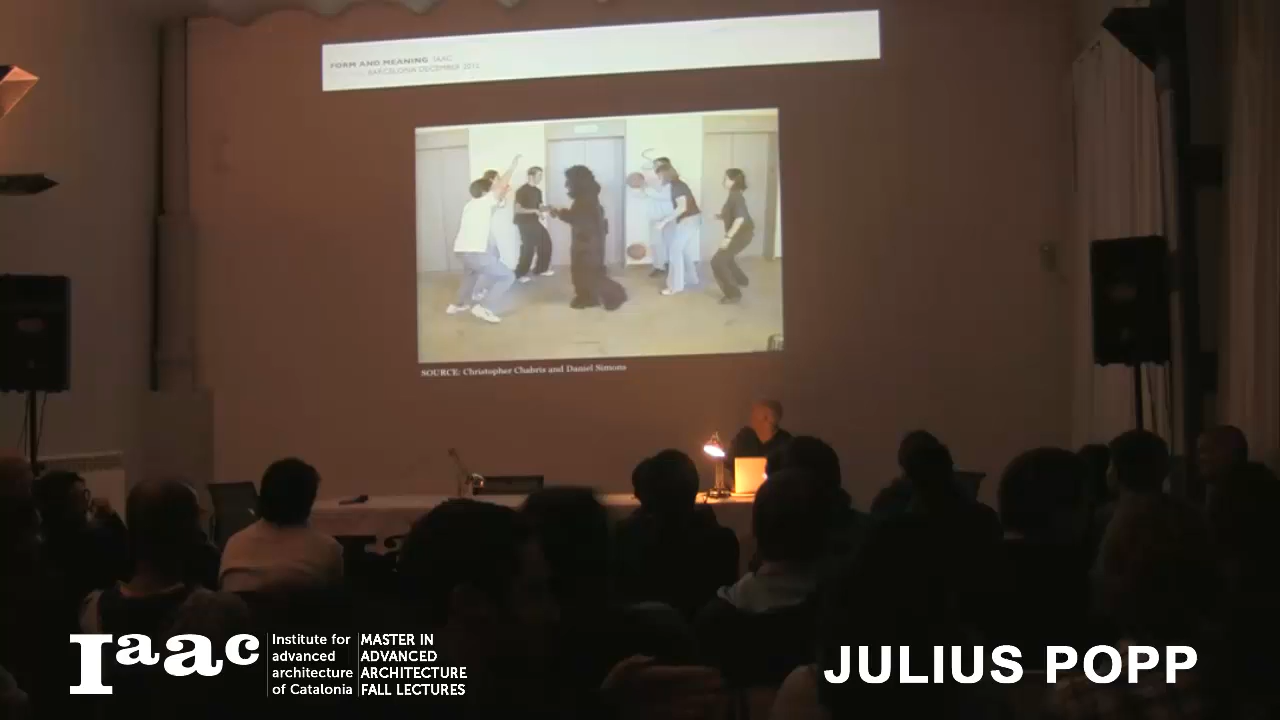 FORM AND MEANING IAAC
BARCELONA DECEMBER 2012
SOURCE: Christopher Chabris and Daniel Simons
Iaac
Institute for
advanced
architecture
of Catalonia
MASTER IN
ADVANCED
ARCHITECTURE
FALL LECTURES
JULIUS POPP